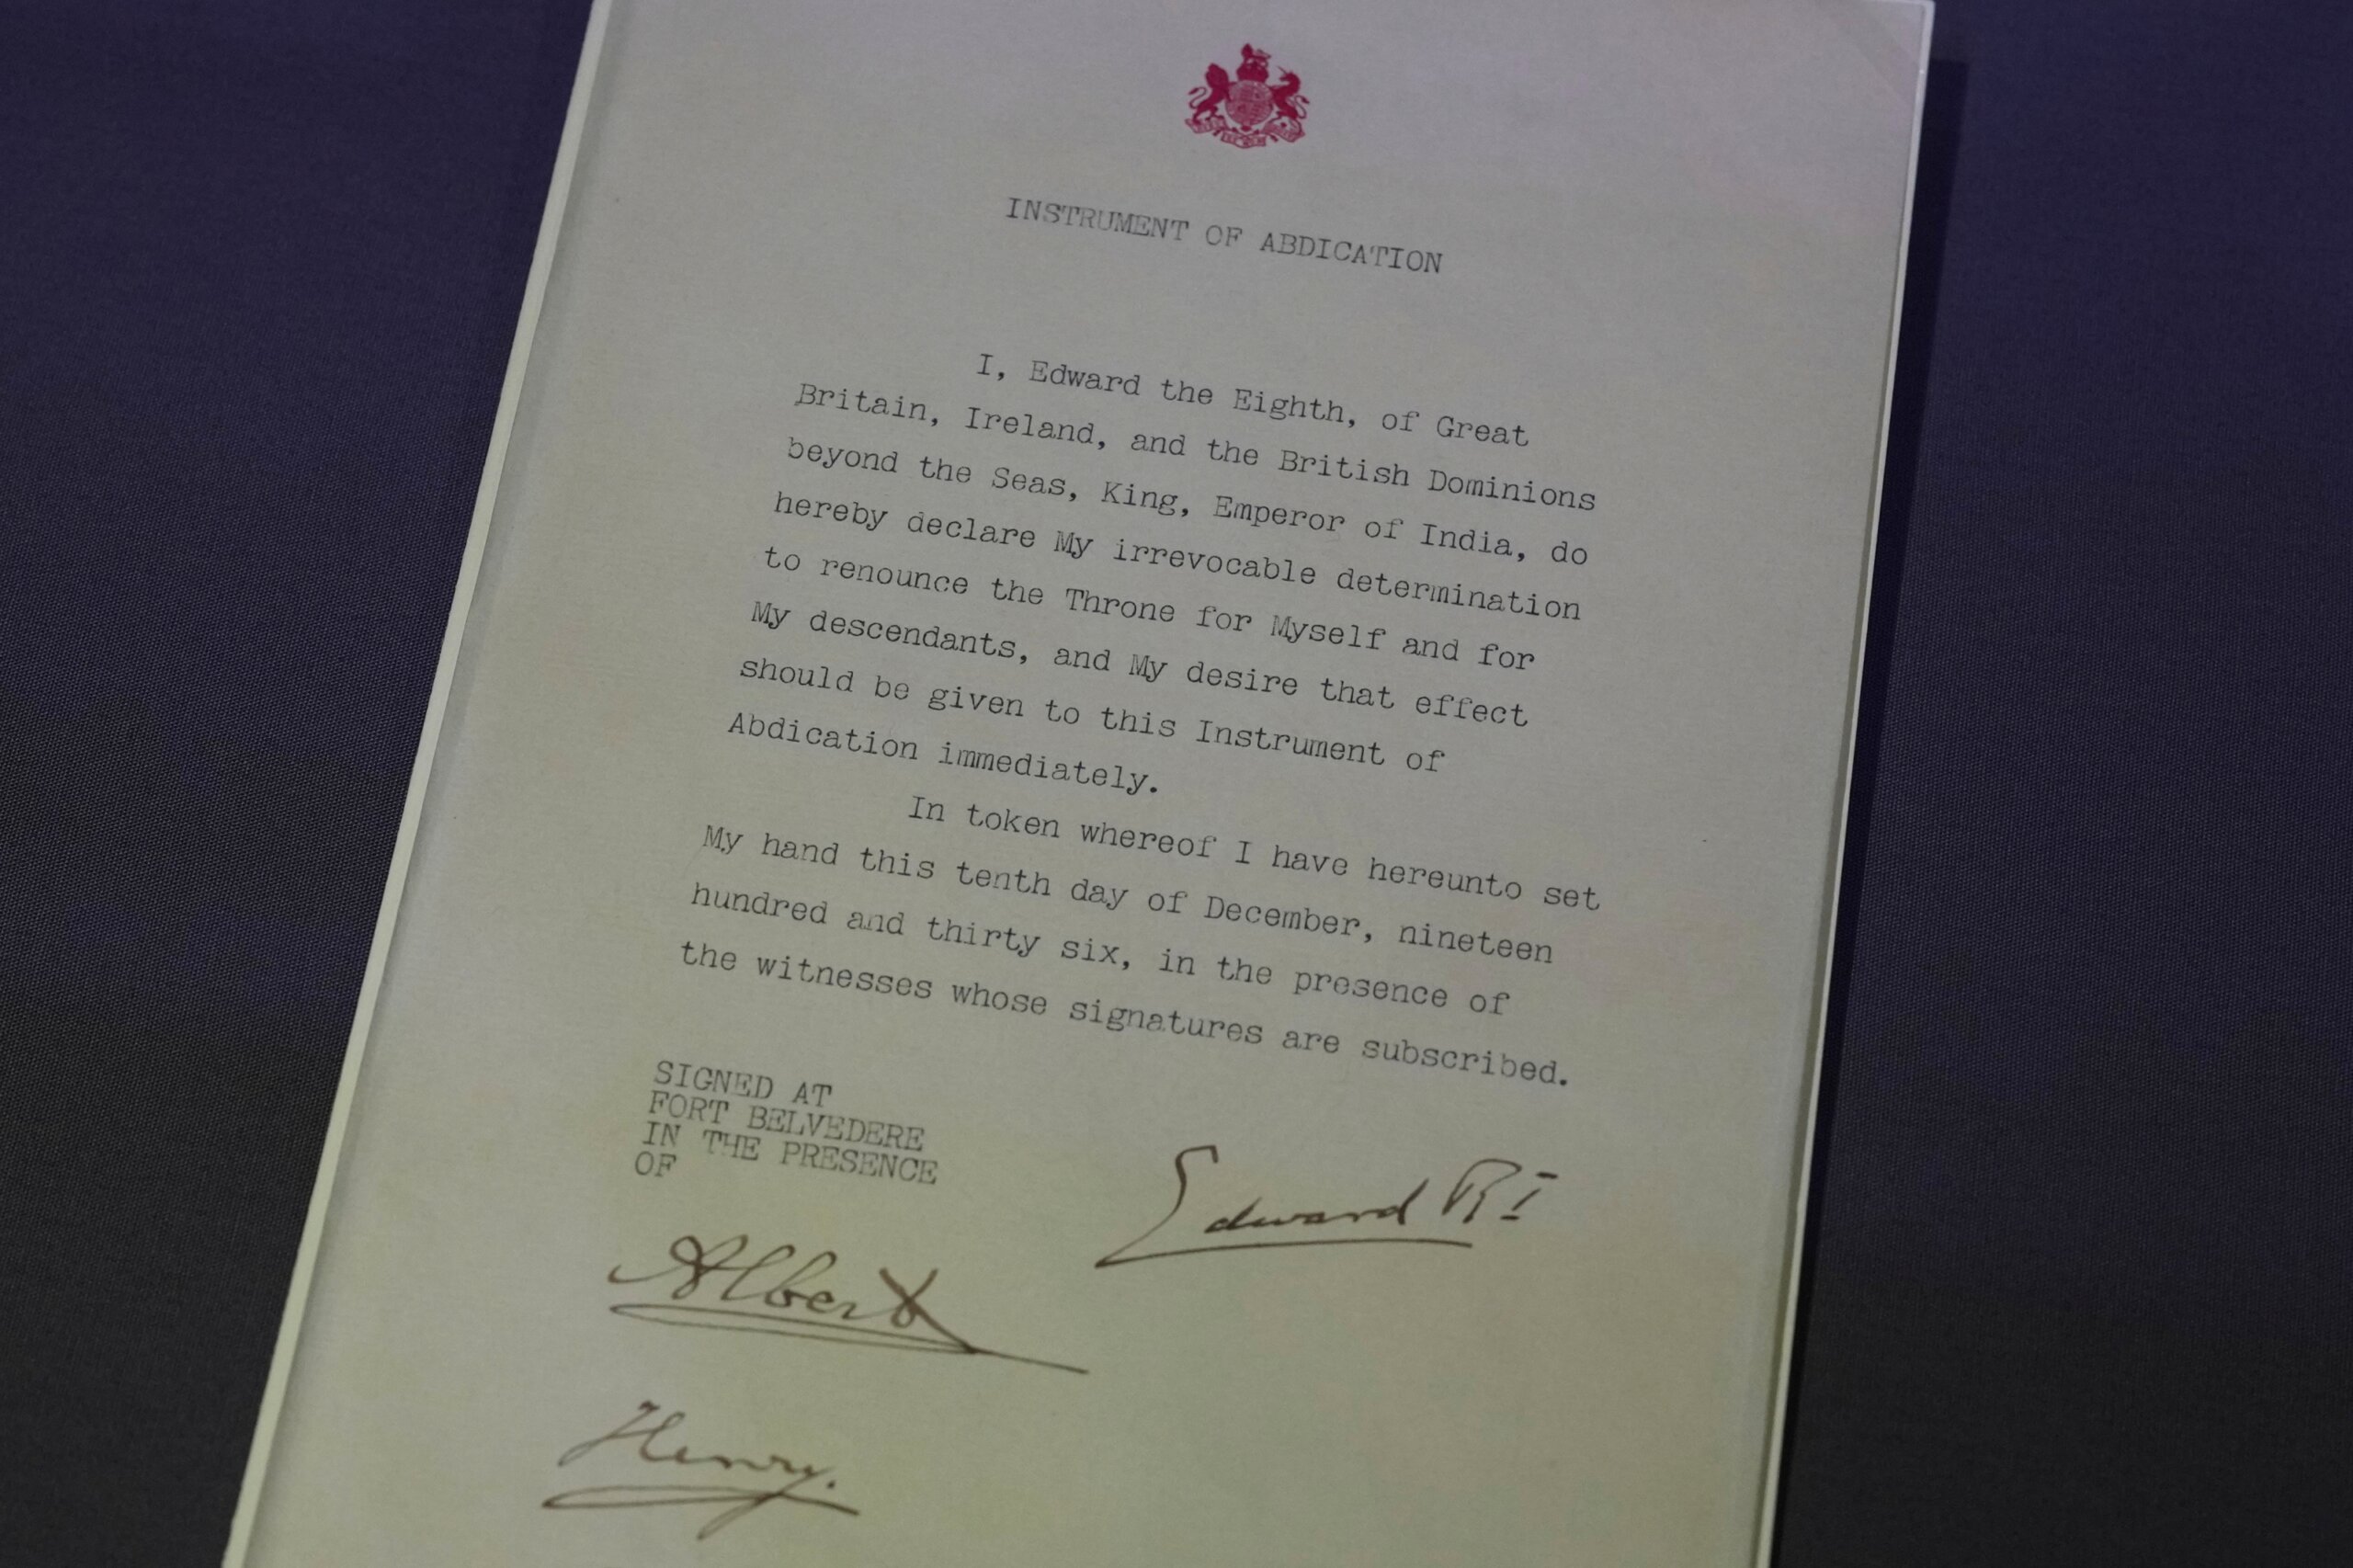 INSTRUMENT OF ABDICATION
I, Edward the Eighth, of Great
Britain, Ireland, and the British Dominions
beyond the Seas, King, Emperor of India, do
hereby declare My irrevocable determination
to renounce the Throne for Myself and for
My descendants, and My desire that effect
should be given to this Instrument of
Abdication immediately.
In token whereof I have hereunto set
My hand this tenth day of December, nineteen
hundred and thirty six, in the presence of
the witnesses whose signatures are subscribed.
SIGNED AT
FORT BELVEDERE
IN THE PRESENCE
OF
Edward RI
Albert
Henry.